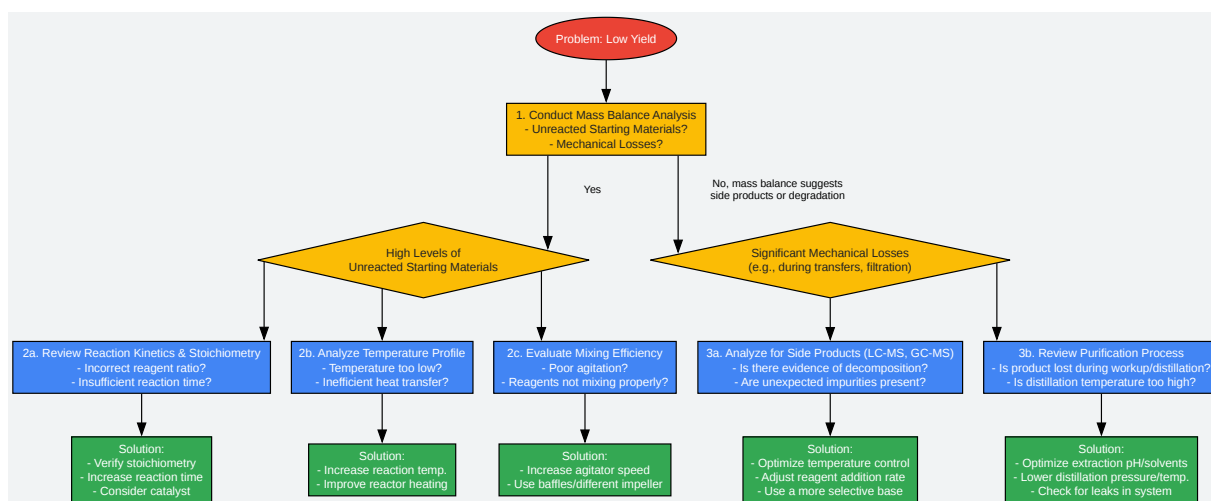 Problem: Low Yield
1. Conduct Mass Balance Analysis
- Unreacted Starting Materials?
- Mechanical Losses?
Yes
No, mass balance suggests
side products or degradation
High Levels of
Unreacted Starting Materials
Significant Mechanical Losses
(e.g., during transfers, filtration)
2a. Review Reaction Kinetics & Stoichiometry
- Incorrect reagent ratio?
- Insufficient reaction time?
2b. Analyze Temperature Profile
- Temperature too low?
- Inefficient heat transfer?
2c. Evaluate Mixing Efficiency
- Poor agitation?
- Reagents not mixing properly?
3a. Analyze for Side Products (LC-MS, GC-MS)
- Is there evidence of decomposition?
- Are unexpected impurities present?
3b. Review Purification Process
- Is product lost during workup/distillation?
- Is distillation temperature too high?
Solution:
- Verify stoichiometry
- Increase reaction time
- Consider catalyst
Solution:
- Increase reaction temp.
- Improve reactor heating
Solution:
- Increase agitator speed
- Use baffles/different impeller
Solution:
- Optimize temperature control
- Adjust reagent addition rate
- Use a more selective base
Solution:
- Optimize extraction pH/solvents
- Lower distillation pressure/temp.
- Check for leaks in system